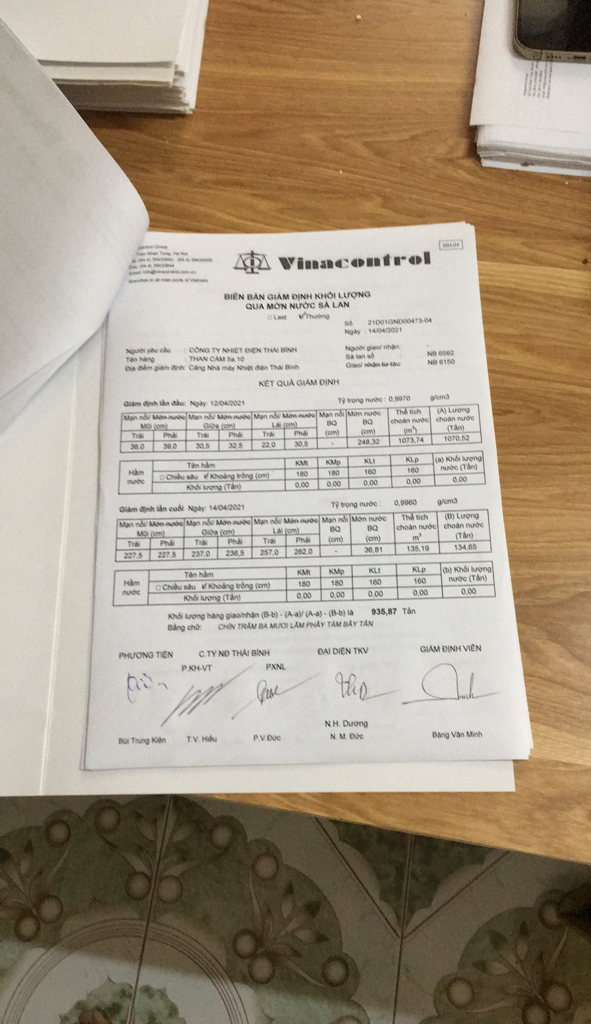 Vinacontrol
BIÊN BẢN GIÁM ĐỊNH KHỐI LƯỢNG
QUA MỚN NƯỚC SÀ LAN
Last Thường
Số : 21D01GND00473-04
Ngày : 14/04/2021
Người yêu cầu : CÔNG TY NHIỆT ĐIỆN THÁI BÌNH
Người giao/ nhận:
Tên hàng : THAN CÁM 5a.10
Sà lan số : NB 6592
Địa điểm giám định: Cảng Nhà máy Nhiệt điện Thái Bình
Giao/ nhận từ tàu: NB 6150
KẾT QUẢ GIÁM ĐỊNH
Giám định lần đầu: Ngày: 12/04/2021 Tỷ trọng nước : 0,9970 g/cm3
Mạn nổi/ Mớn nước Mũi (cm) Mạn nổi/ Mớn nước Giữa (cm) Mạn nổi/ Mớn nước Lái (cm) Mạn nổi BQ (cm) Mớn nước BQ (cm) Thể tích choán nước (m³) (A) Lượng choán nước (Tấn)
Trái Phải Trái Phải Trái Phải
36,0 39,0 30,5 32,5 22,0 30,5 - 248,32 1073,74 1070,52
Hầm nước Tên hầm KMt KMp KLt KLp (a) Khối lượng nước (Tấn)
Chiều sâu Khoảng trống (cm) 180 180 160 160
Khối lượng (Tấn) 0,00 0,00 0,00 0,00 0,00
Giám định lần cuối Ngày: 14/04/2021 Tỷ trọng nước : 0,9960 g/cm3
Mạn nổi/ Mớn nước Mũi (cm) Mạn nổi/ Mớn nước Giữa (cm) Mạn nổi/ Mớn nước Lái (cm) Mạn nổi BQ (cm) Mớn nước BQ (cm) Thể tích choán nước m³ (B) Lượng choán nước (Tấn)
Trái Phải Trái Phải Trái Phải
227,5 227,5 237,0 236,5 257,0 262,0 - 36,81 135,19 134,65
Hầm nước Tên hầm KMt KMp KLt KLp (b) Khối lượng nước (Tấn)
Chiều sâu Khoảng trống (cm) 180 180 160 160
Khối lượng (Tấn) 0,00 0,00 0,00 0,00 0,00
Khối lượng hàng giao/nhận (B-b) - (A-a)/ (A-a) - (B-b) là 935,87 Tấn
Bằng chữ: CHÍN TRĂM BA MƯƠI LĂM PHẨY TÁM BẢY TẤN
PHƯƠNG TIỆN C.TY NĐ THÁI BÌNH ĐẠI DIỆN TKV GIÁM ĐỊNH VIÊN
P.KH-VT PXNL
N.H. Dương
Bùi Trung Kiên T.V. Hiếu P.V.Đức N. M. Đức Bàng Văn Minh